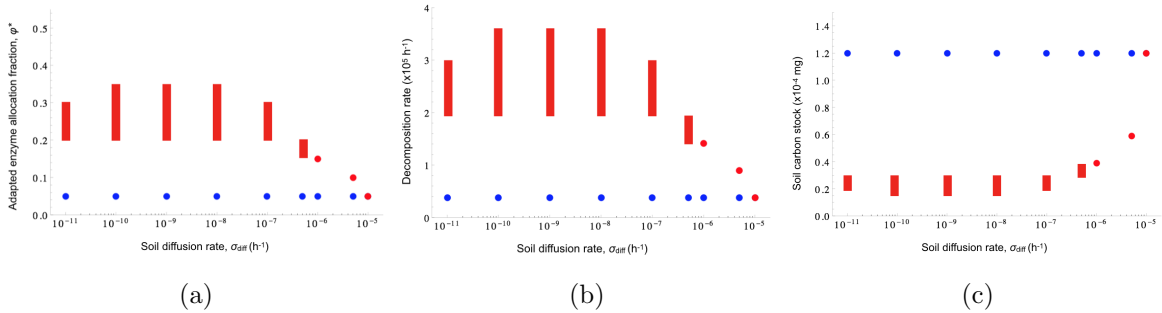 Adapted enzyme allocation fraction, φ*
0.5
0.4
0.3
0.2
0.1
0.0
10⁻¹¹ 10⁻¹⁰ 10⁻⁹ 10⁻⁸ 10⁻⁷ 10⁻⁶ 10⁻⁵
Soil diffusion rate, σdiff (h⁻¹)
(a)
Decomposition rate (x10⁵ h⁻¹)
4
3
2
1
0
10⁻¹¹ 10⁻¹⁰ 10⁻⁹ 10⁻⁸ 10⁻⁷ 10⁻⁶ 10⁻⁵
Soil diffusion rate, σdiff (h⁻¹)
(b)
Soil carbon stock (x10⁻⁴ mg)
1.4
1.2
1.0
0.8
0.6
0.4
0.2
0.0
10⁻¹¹ 10⁻¹⁰ 10⁻⁹ 10⁻⁸ 10⁻⁷ 10⁻⁶ 10⁻⁵
Soil diffusion rate, σdiff (h⁻¹)
(c)